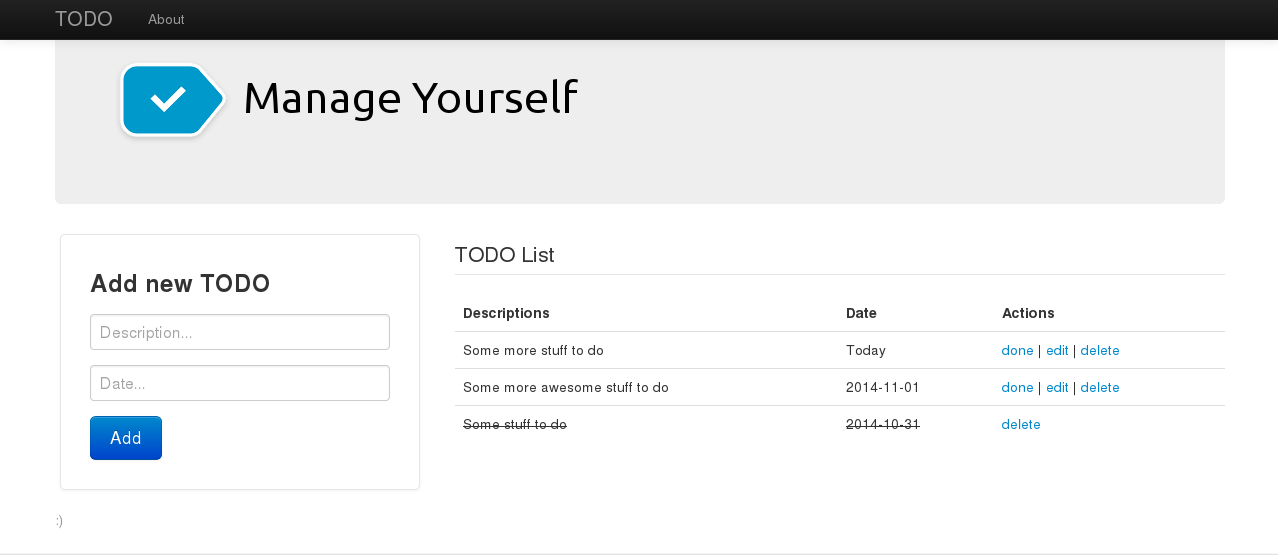 TODO About
Manage Yourself
Add new TODO
Description...
Date...
Add
TODO List
Descriptions Date Actions
Some more stuff to do Today done | edit | delete
Some more awesome stuff to do 2014-11-01 done | edit | delete
Some stuff to do 2014-10-31 delete
:)